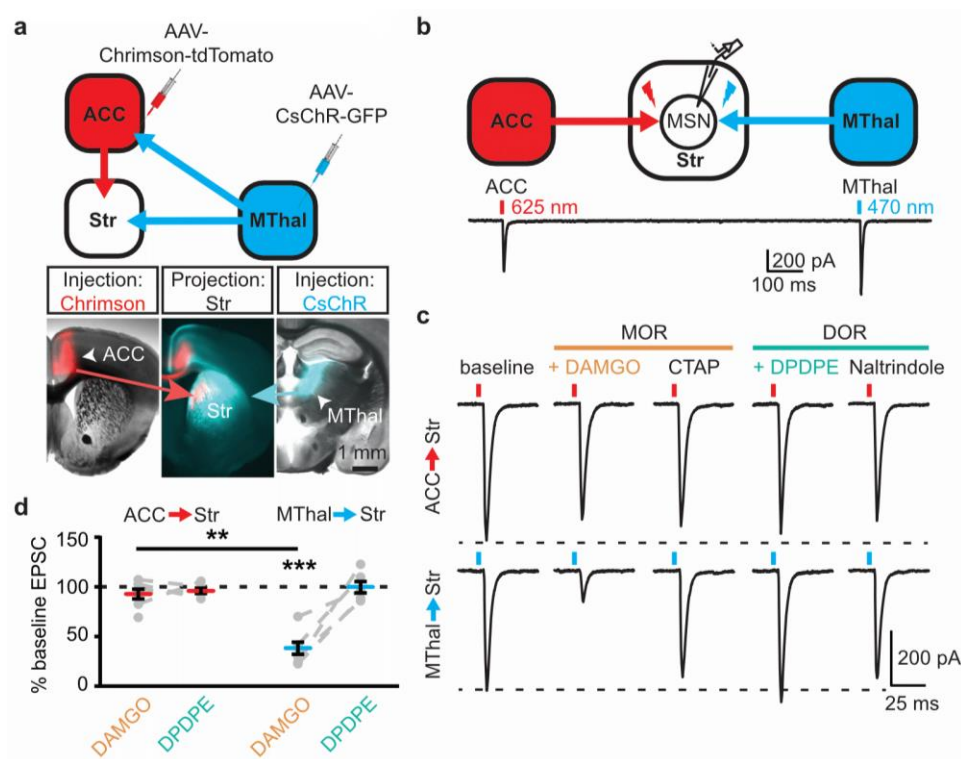 a
AAV-
Chrimson-tdTomato
AAV-
CsChR-GFP
ACC
Str
MThal
Injection:
Chrimson
Projection:
Str
Injection:
CsChR
ACC
Str
MThal
1 mm
b
ACC
MSN
Str
MThal
ACC
625 nm
MThal
470 nm
200 pA
100 ms
c
MOR
DOR
baseline
+ DAMGO
CTAP
+ DPDPE
Naltrindole
ACC Str
MThal Str
200 pA
25 ms
d
ACC Str
MThal Str
**
***
% baseline EPSC
150
100
50
0
DAMGO
DPDPE
DAMGO
DPDPE